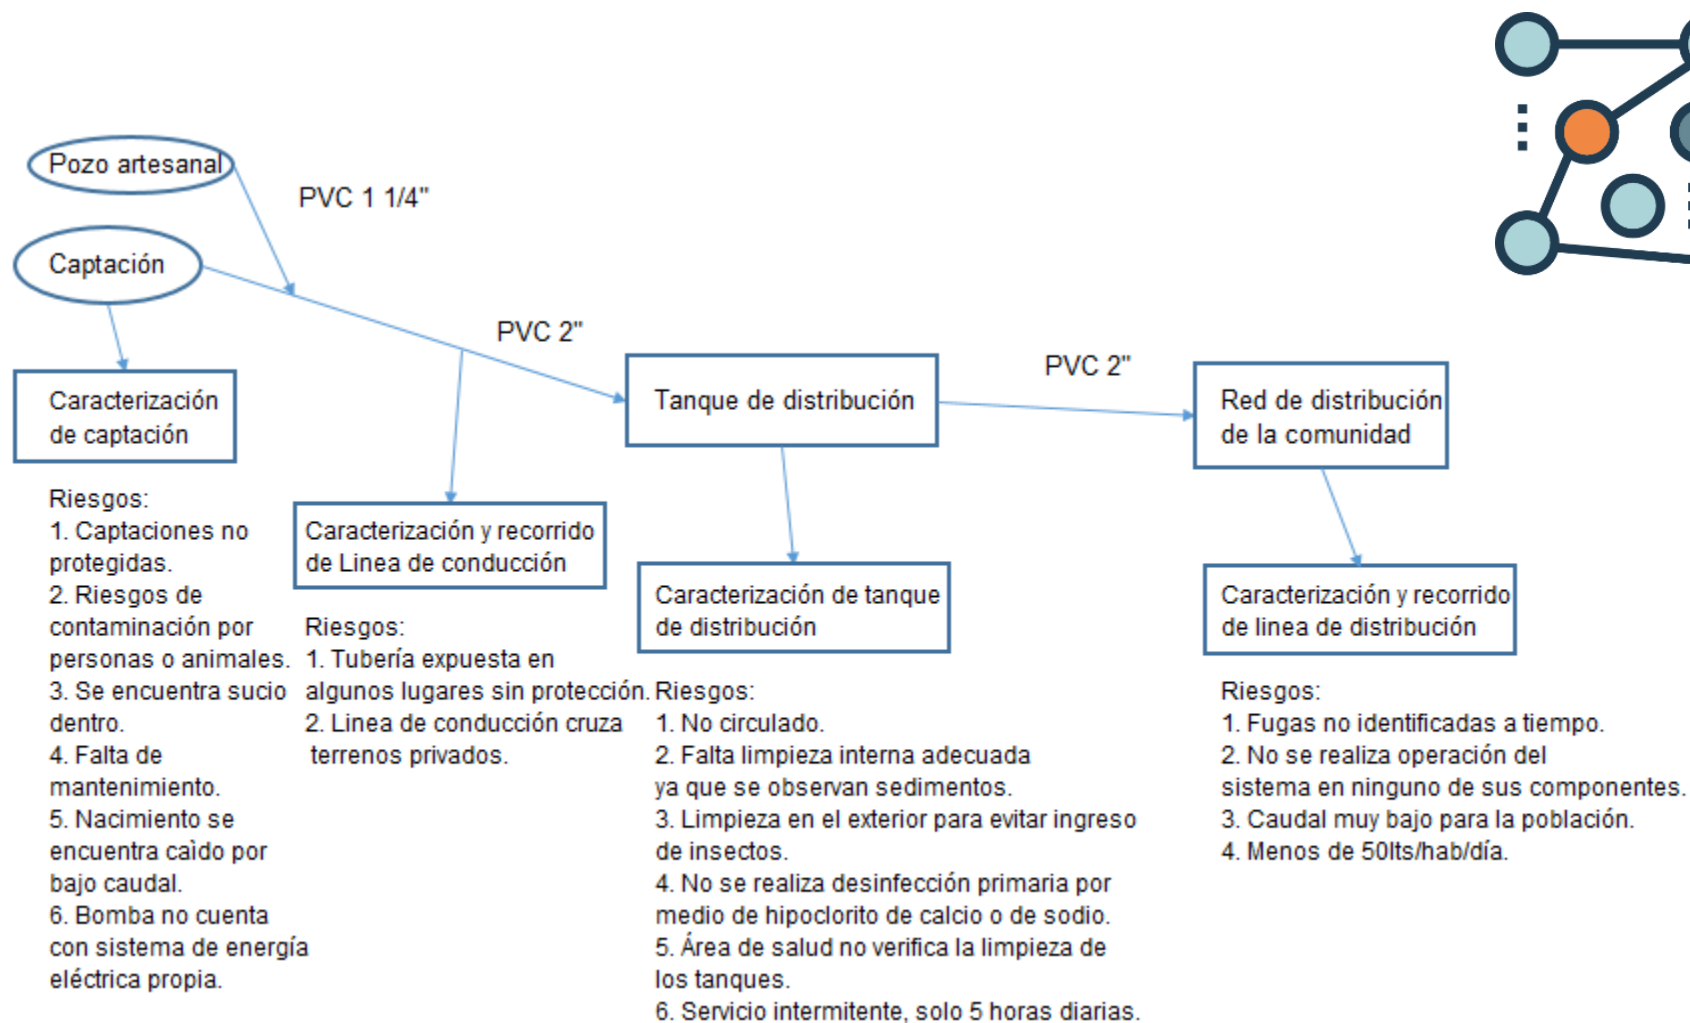 Pozo artesanal
PVC 1 1/4"
Captación
PVC 2"
PVC 2"
Tanque de distribución
Red de distribución
de la comunidad
Caracterización
de captación
Riesgos:
1. Captaciones no
protegidas.
2. Riesgos de
contaminación por
personas o animales.
3. Se encuentra sucio
dentro.
4. Falta de
mantenimiento.
5. Nacimiento se
encuentra caìdo por
bajo caudal.
6. Bomba no cuenta
con sistema de energía
eléctrica propia.
Caracterización y recorrido
de Linea de conducción
Riesgos:
1. Tubería expuesta en
algunos lugares sin protección.
2. Linea de conducción cruza
terrenos privados.
Caracterización de tanque
de distribución
Riesgos:
1. No circulado.
2. Falta limpieza interna adecuada
ya que se observan sedimentos.
3. Limpieza en el exterior para evitar ingreso
de insectos.
4. No se realiza desinfección primaria por
medio de hipoclorito de calcio o de sodio.
5. Área de salud no verifica la limpieza de
los tanques.
6. Servicio intermitente, solo 5 horas diarias.
Caracterización y recorrido
de linea de distribución
Riesgos:
1. Fugas no identificadas a tiempo.
2. No se realiza operación del
sistema en ninguno de sus componentes.
3. Caudal muy bajo para la población.
4. Menos de 50lts/hab/día.